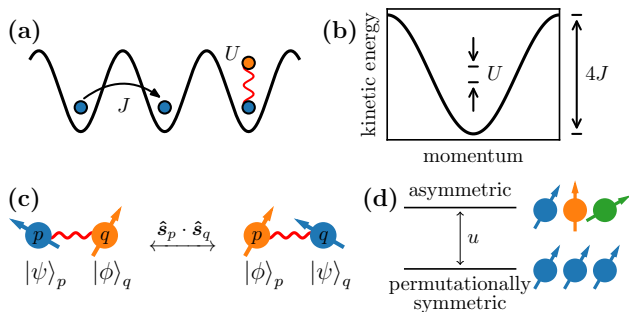 (a)
J
U
(b)
kinetic energy
U
4J
momentum
(c)
p
q
|ψ⟩_p
|ϕ⟩_q
ŝ_p · ŝ_q
p
q
|ϕ⟩_p
|ψ⟩_q
(d)
asymmetric
u
permutationally
symmetric